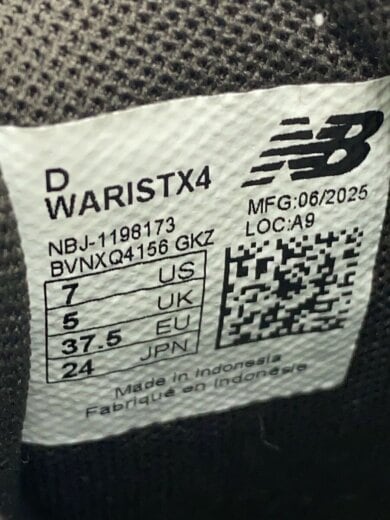 D
WARISTX4
NB
MFG:06/2025
LOC:A9
NBJ-1198173
BVNXQ4156 GKZ
7 US
5 UK
37.5 EU
24 JPN
Made in Indonesia
Fabriqué en Indonésie